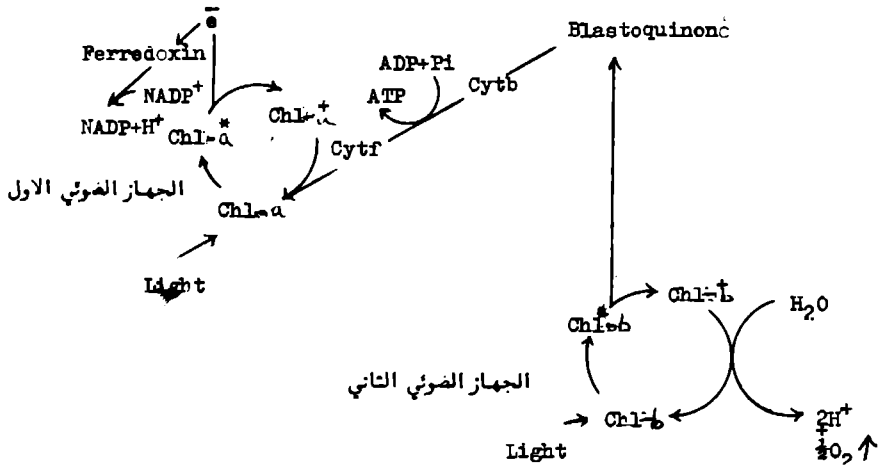 e̅
Blastoquinone
Ferredoxin
ADP+Pi
Cytb
NADP⁺
ATP
NADP+H⁺
Chl-a*
Chl-a⁺
Cytf
الجهاز الضوئي الاول
Chl-a
Light
Chl-b⁺
H₂O
Chl-b*
الجهاز الضوئي الثاني
Chl-b
2H⁺
+
Light
½O₂↑